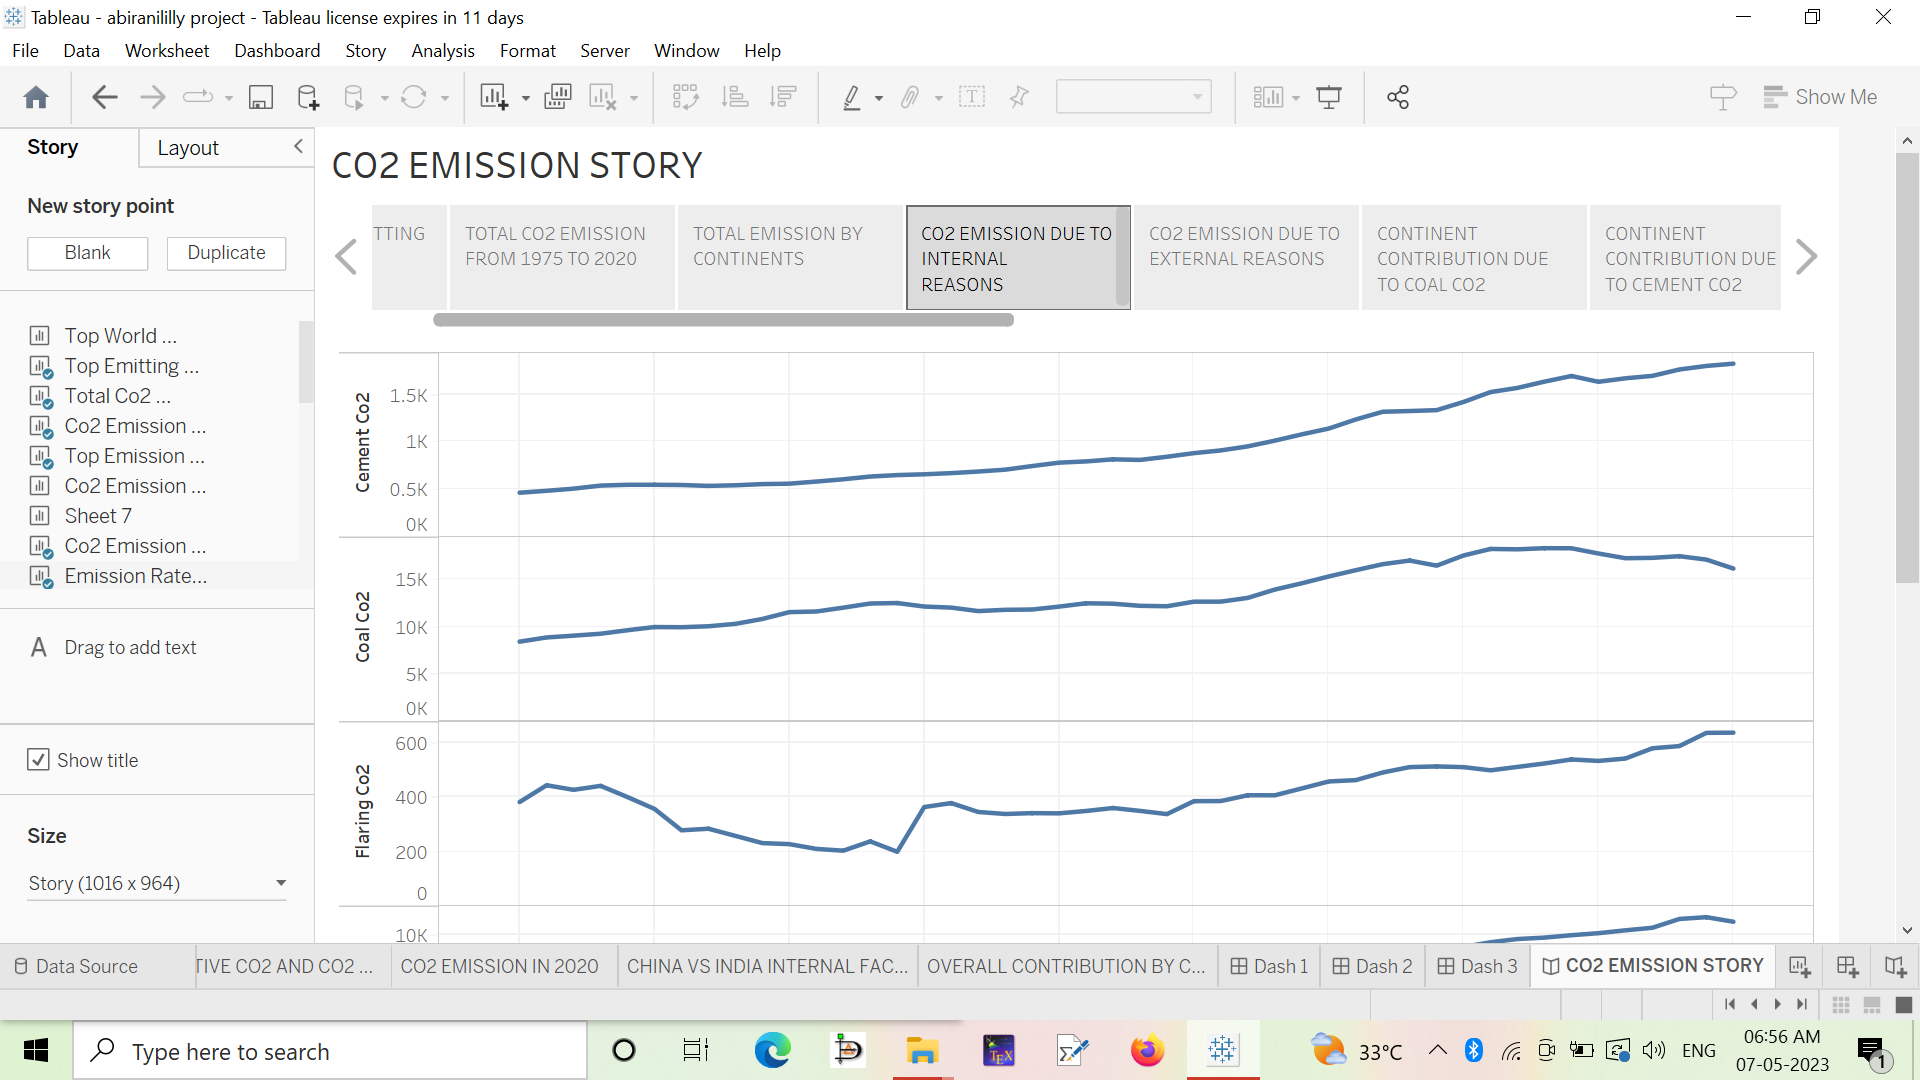 Tableau - abiranililly project - Tableau license expires in 11 days
File Data Worksheet Dashboard Story Analysis Format Server Window Help
Show Me
Story
Layout
New story point
Blank
Duplicate
Top World ...
Top Emitting ...
Total Co2 ...
Co2 Emission ...
Top Emission ...
Co2 Emission ...
Sheet 7
Co2 Emission ...
Emission Rate...
A Drag to add text
Show title
Size
Story (1016 x 964)
CO2 EMISSION STORY
TTING
TOTAL CO2 EMISSION
FROM 1975 TO 2020
TOTAL EMISSION BY
CONTINENTS
CO2 EMISSION DUE TO
INTERNAL
REASONS
CO2 EMISSION DUE TO
EXTERNAL REASONS
CONTINENT
CONTRIBUTION DUE
TO COAL CO2
CONTINENT
CONTRIBUTION DUE
TO CEMENT CO2
Cement Co2
1.5K
1K
0.5K
0K
Coal Co2
15K
10K
5K
0K
Flaring Co2
600
400
200
0
10K
Data Source
TIVE CO2 AND CO2 ...
CO2 EMISSION IN 2020
CHINA VS INDIA INTERNAL FAC...
OVERALL CONTRIBUTION BY C...
Dash 1
Dash 2
Dash 3
CO2 EMISSION STORY
Type here to search
TEX
33°C
ENG
06:56 AM
07-05-2023
1